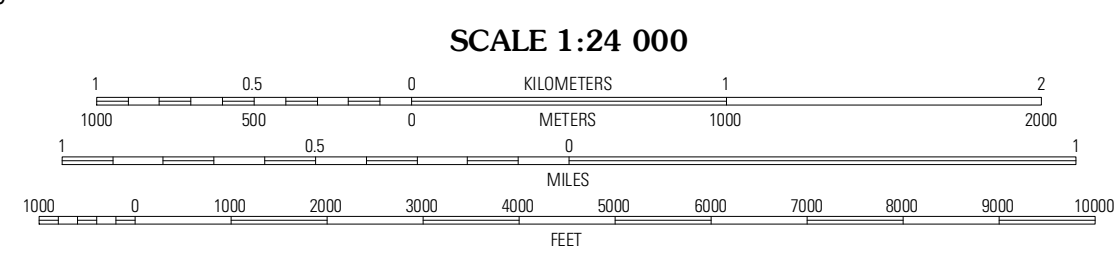 SCALE 1:24 000
1 0.5 0 KILOMETERS 1 2
1000 500 0 METERS 1000 2000
1 0.5 0 1
MILES
1000 0 1000 2000 3000 4000 5000 6000 7000 8000 9000 10000
FEET